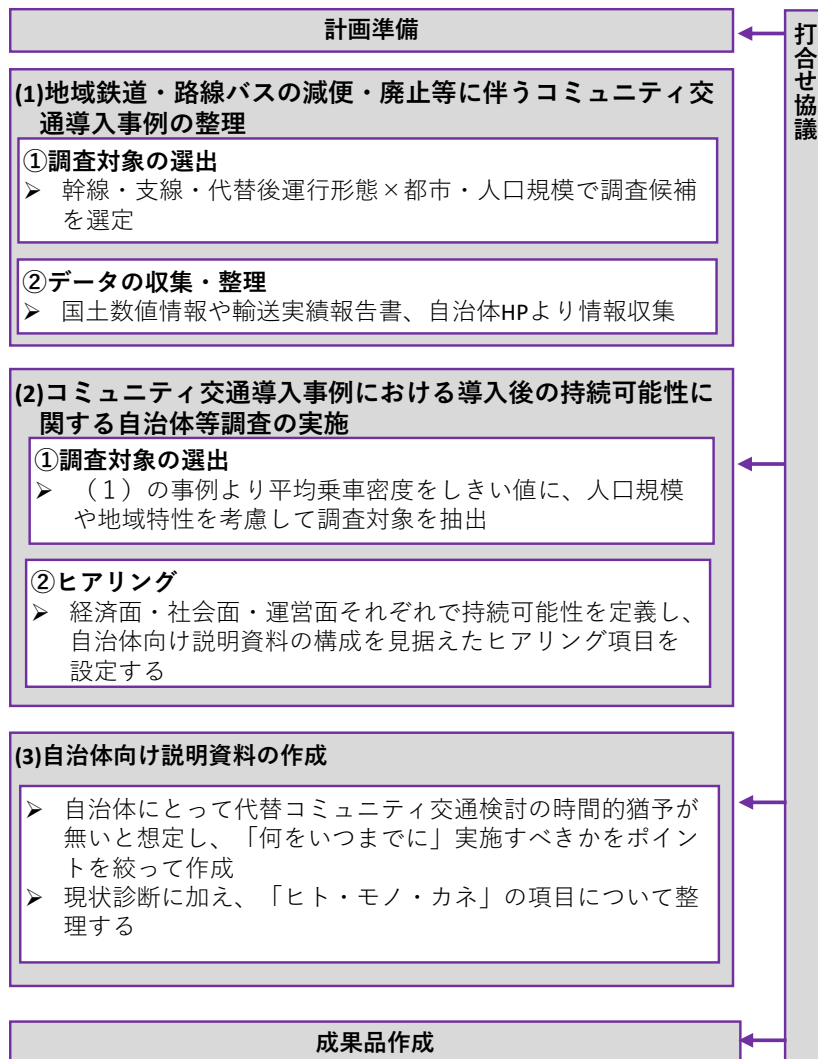 計画準備
打合せ協議
(1)地域鉄道・路線バスの減便・廃止等に伴うコミュニティ交
通導入事例の整理
①調査対象の選出
➢ 幹線・支線・代替後運行形態×都市・人口規模で調査候補
を選定
②データの収集・整理
➢ 国土数値情報や輸送実績報告書、自治体HPより情報収集
(2)コミュニティ交通導入事例における導入後の持続可能性に
関する自治体等調査の実施
①調査対象の選出
➢ （１）の事例より平均乗車密度をしきい値に、人口規模
や地域特性を考慮して調査対象を抽出
②ヒアリング
➢ 経済面・社会面・運営面それぞれで持続可能性を定義し、
自治体向け説明資料の構成を見据えたヒアリング項目を
設定する
(3)自治体向け説明資料の作成
➢ 自治体にとって代替コミュニティ交通検討の時間的猶予が
無いと想定し、「何をいつまでに」実施すべきかをポイン
トを絞って作成
➢ 現状診断に加え、「ヒト・モノ・カネ」の項目について整
理する
成果品作成